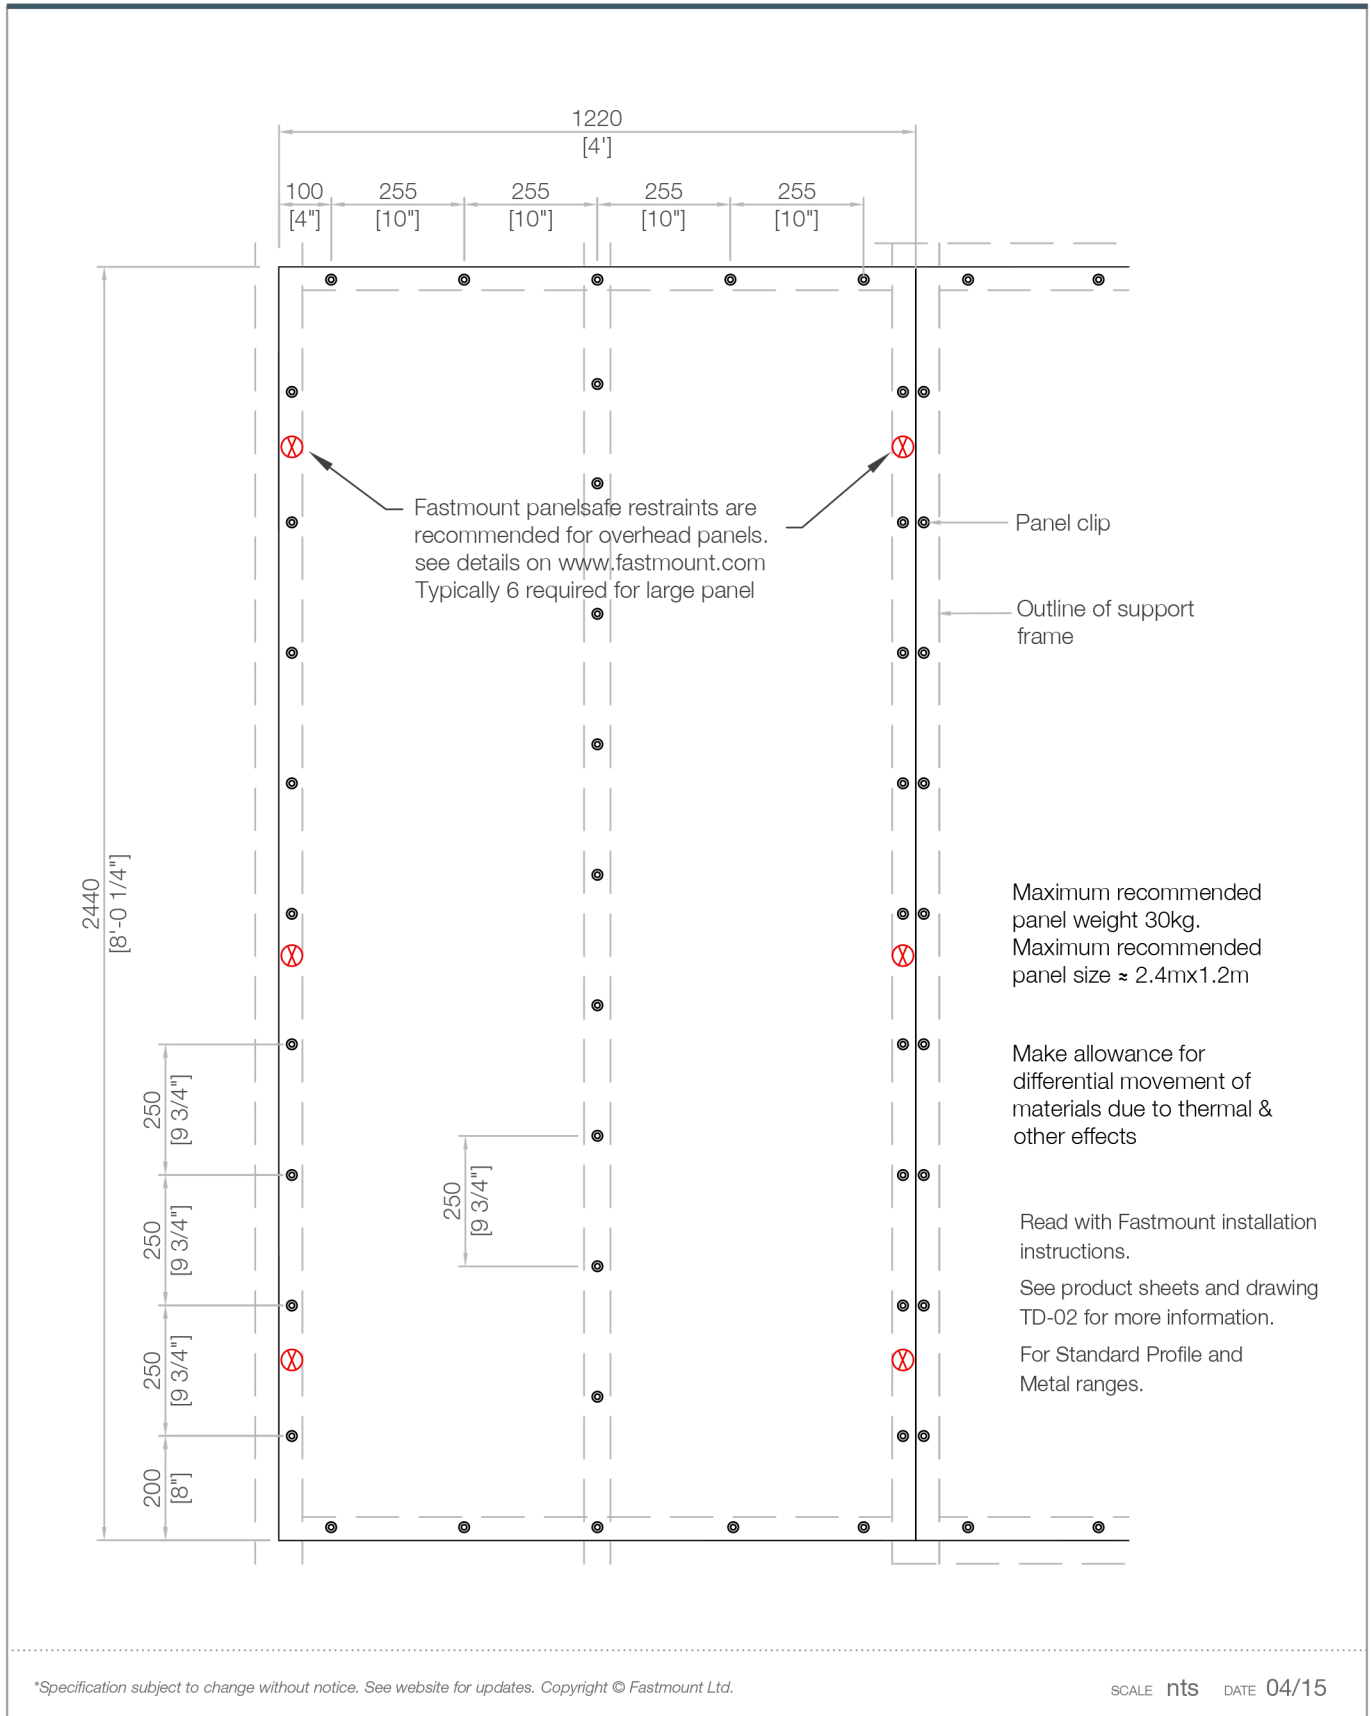 1220
[4']
100 255 255 255 255
[4"] [10"] [10"] [10"] [10"]
Fastmount panelsafe restraints are
recommended for overhead panels.
see details on www.fastmount.com
Typically 6 required for large panel
Panel clip
Outline of support
frame
2440
[8'-0 1/4"]
Maximum recommended
panel weight 30kg.
Maximum recommended
panel size ≈ 2.4mx1.2m
Make allowance for
differential movement of
materials due to thermal &
other effects
250
[9 3/4"]
250
[9 3/4"]
250
[9 3/4"]
250
[9 3/4"]
200
[8"]
Read with Fastmount installation
instructions.
See product sheets and drawing
TD-02 for more information.
For Standard Profile and
Metal ranges.
*Specification subject to change without notice. See website for updates. Copyright © Fastmount Ltd.
SCALE nts DATE 04/15